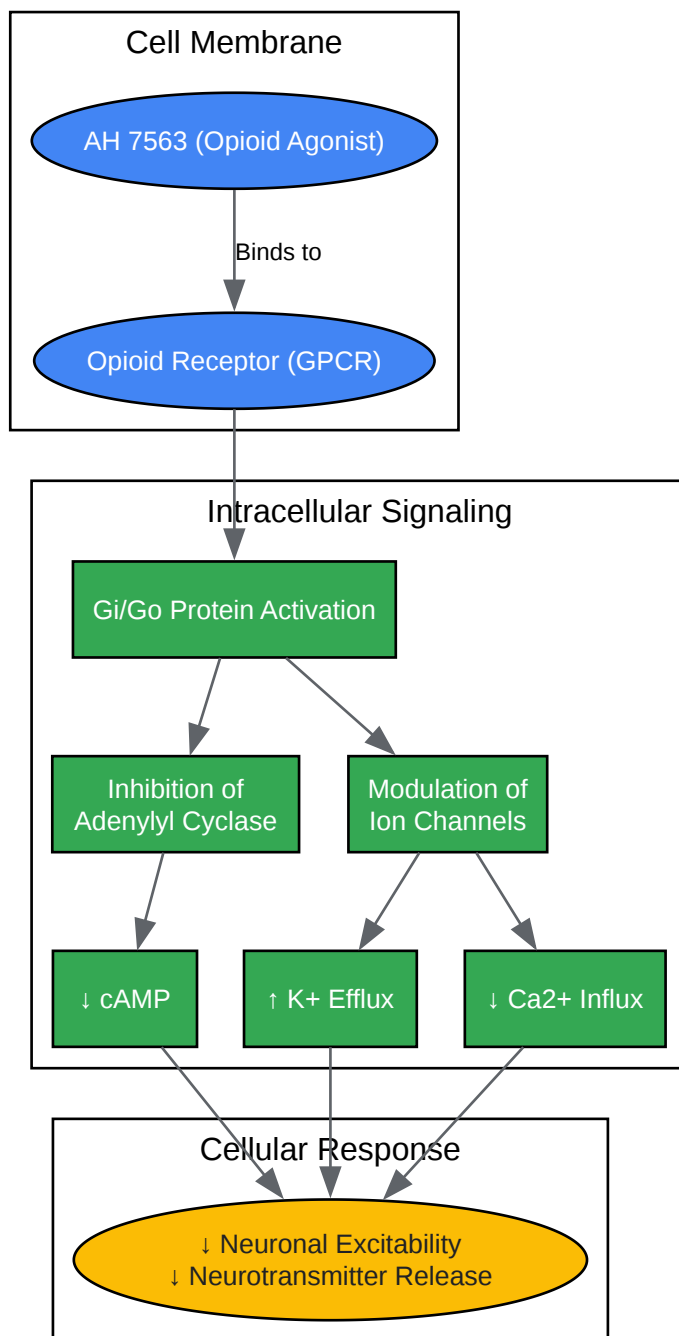 Cell Membrane
AH 7563 (Opioid Agonist)
Binds to
Opioid Receptor (GPCR)
Intracellular Signaling
Gi/Go Protein Activation
Inhibition of
Adenylyl Cyclase
Modulation of
Ion Channels
↓ cAMP
↑ K+ Efflux
↓ Ca2+ Influx
Cellular Response
↓ Neuronal Excitability
↓ Neurotransmitter Release